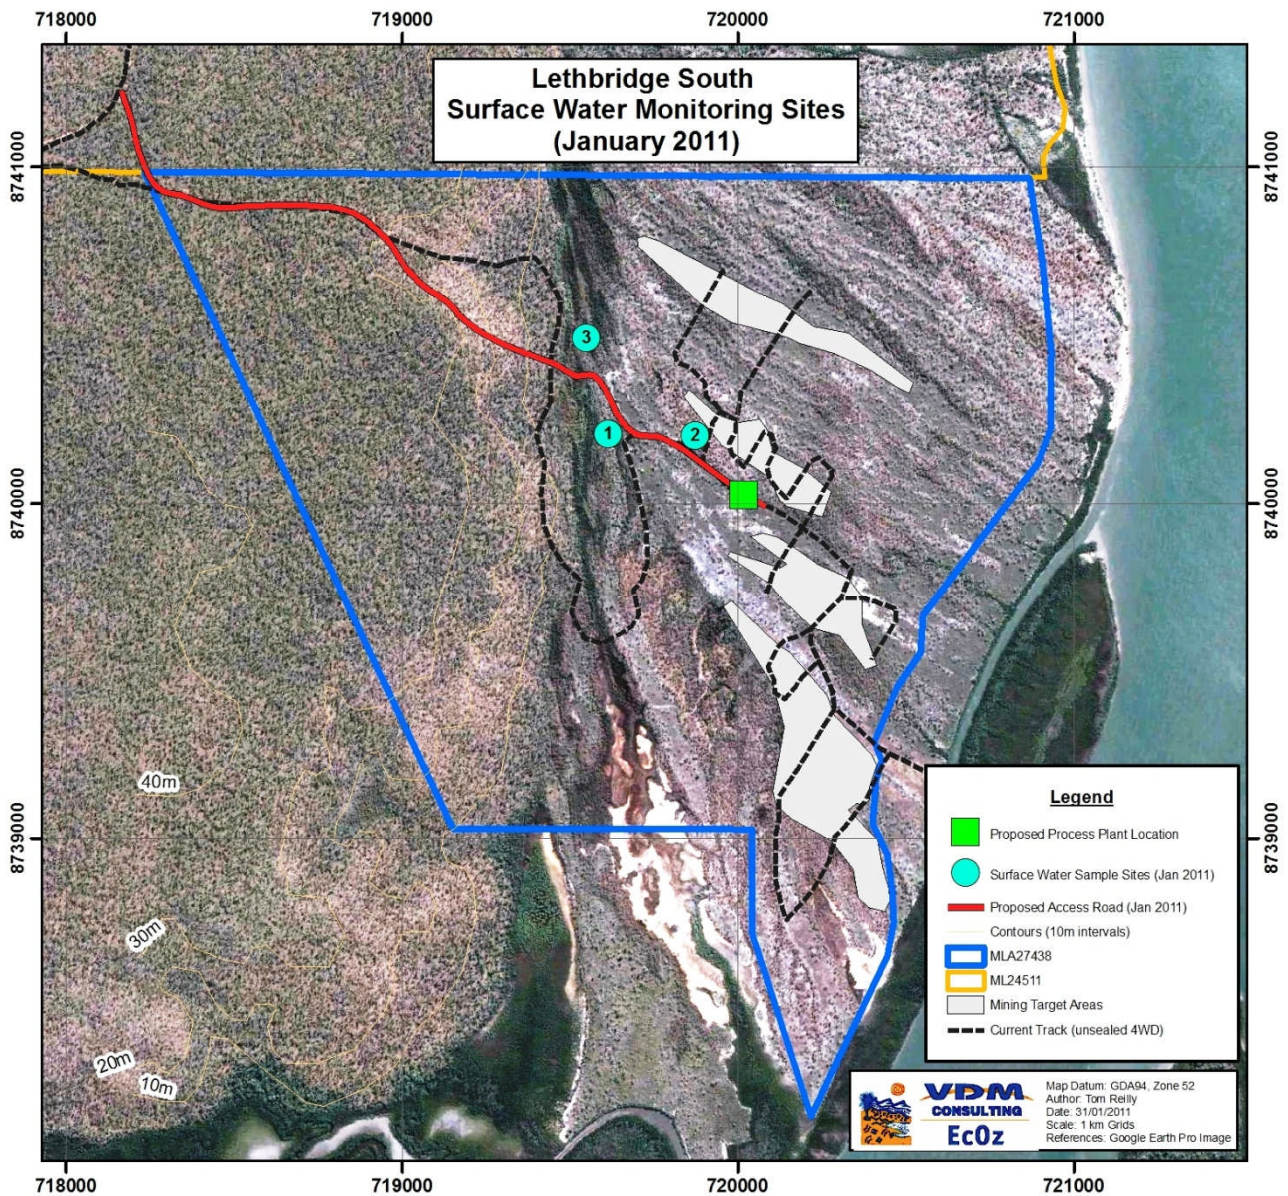 718000 719000 720000 721000
Lethbridge South
Surface Water Monitoring Sites
(January 2011)
8741000 8741000
3
1 2
8740000 8740000
40m
8739000 8739000
30m
20m
10m
Legend
Proposed Process Plant Location
Surface Water Sample Sites (Jan 2011)
Proposed Access Road (Jan 2011)
Contours (10m intervals)
MLA27438
ML24511
Mining Target Areas
Current Track (unsealed 4WD)
VDM
CONSULTING
EcOz
Map Datum: GDA94, Zone 52
Author: Tom Reilly
Date: 31/01/2011
Scale: 1 km Grids
References: Google Earth Pro Image
718000 719000 720000 721000